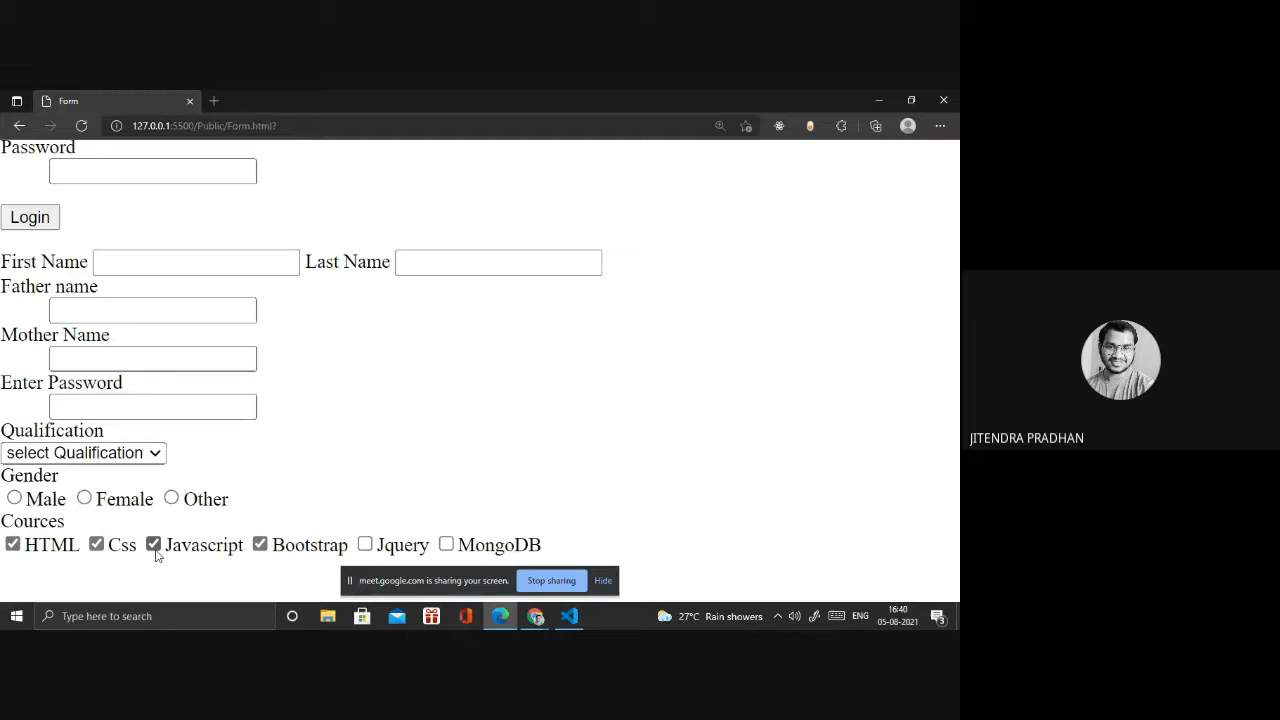 Form
127.0.0.1:5500/Public/Form.html?
Password
Login
First Name Last Name
Father name
Mother Name
Enter Password
Qualification
select Qualification
Gender
Male Female Other
Cources
HTML Css Javascript Bootstrap Jquery MongoDB
meet.google.com is sharing your screen. Stop sharing Hide
Type here to search 27°C Rain showers ENG 16:40
05-08-2021 3
JITENDRA PRADHAN